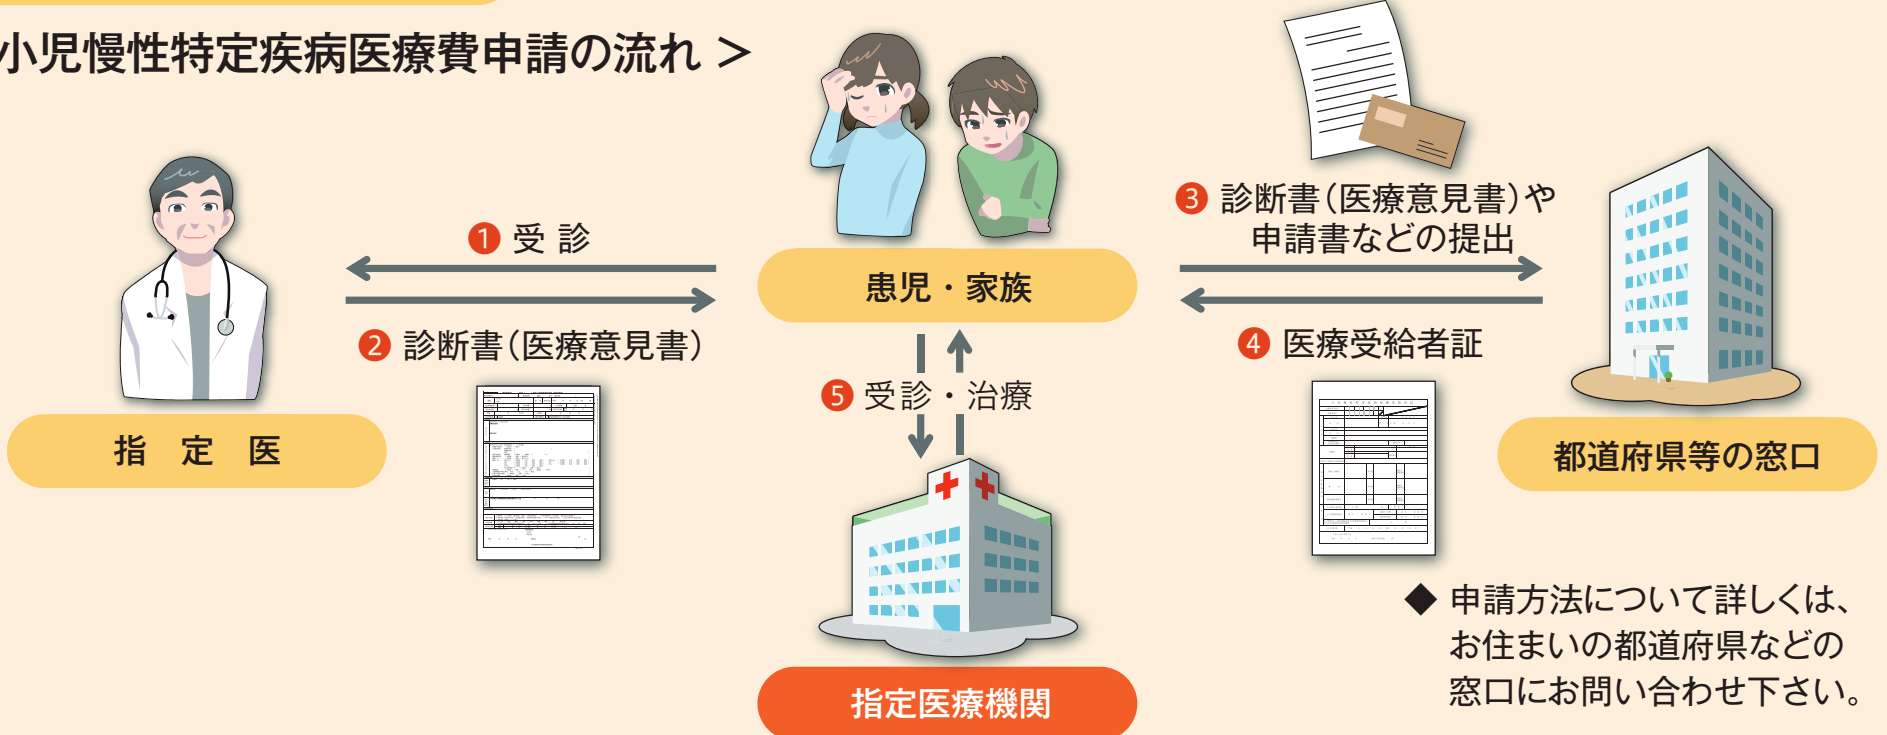 小児慢性特定疾病医療費申請の流れ ＞
❶ 受 診
❷ 診断書（医療意見書）
指 定 医
患児・家族
❸ 診断書（医療意見書）や
申請書などの提出
❹ 医療受給者証
都道府県等の窓口
❺ 受診・治療
指定医療機関
◆ 申請方法について詳しくは、
お住まいの都道府県などの
窓口にお問い合わせ下さい。